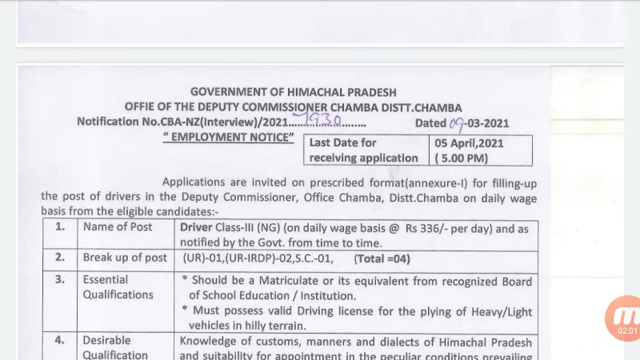 GOVERNMENT OF HIMACHAL PRADESH
OFFIE OF THE DEPUTY COMMISSIONER CHAMBA DISTT.CHAMBA
Notification No.CBA-NZ(Interview)/2021.....7930........ Dated 09-03-2021
" EMPLOYMENT NOTICE"
Last Date for receiving application
05 April,2021 ( 5.00 PM)
Applications are invited on prescribed format(annexure-I) for filling-up
the post of drivers in the Deputy Commissioner, Office Chamba, Distt.Chamba on daily wage
basis from the eligible candidates:-
1. Name of Post Driver Class-III (NG) (on daily wage basis @ Rs 336/- per day) and as
notified by the Govt. from time to time.
2. Break up of post (UR)-01,(UR-IRDP)-02,S.C.-01, (Total =04)
3. Essential Qualifications * Should be a Matriculate or its equivalent from recognized Board
of School Education / Institution.
* Must possess valid Driving license for the plying of Heavy/Light
vehicles in hilly terrain.
4. Desirable Qualification Knowledge of customs, manners and dialects of Himachal Pradesh
and suitability for appointment in the peculiar conditions prevailing
02:01